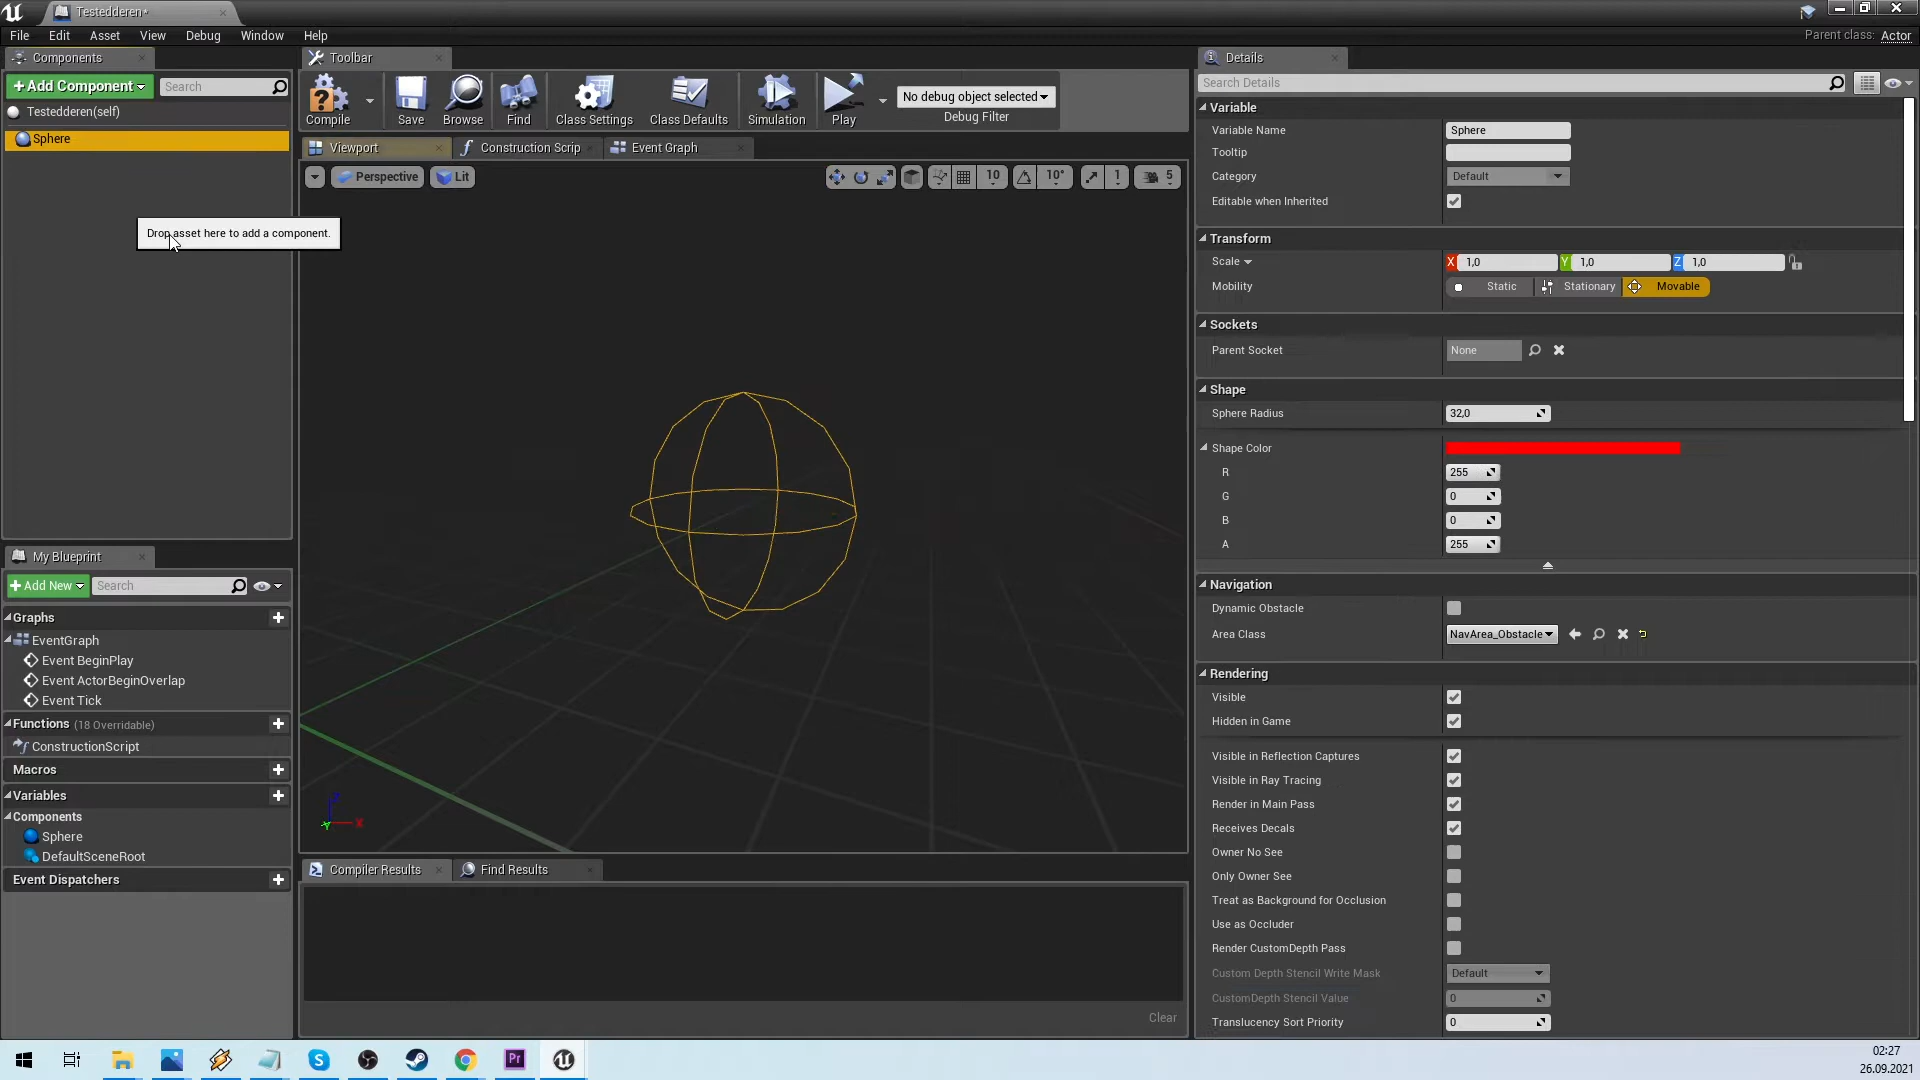 Testedderen*
File Edit Asset View Debug Window Help
Parent class: Actor
Components
+ Add Component
Search
Testedderen(self)
Sphere
Drop asset here to add a component.
My Blueprint
+ Add New
Search
Graphs
EventGraph
Event BeginPlay
Event ActorBeginOverlap
Event Tick
Functions (18 Overridable)
ConstructionScript
Macros
Variables
Components
Sphere
DefaultSceneRoot
Event Dispatchers
Toolbar
Compile
Save
Browse
Find
Class Settings
Class Defaults
Simulation
Play
No debug object selected
Debug Filter
Viewport
Construction Scrip
Event Graph
Perspective
Lit
10
10°
1
5
Z
X
Y
Compiler Results
Find Results
Clear
Details
Search Details
Variable
Variable Name Sphere
Tooltip
Category Default
Editable when Inherited
Transform
Scale X 1,0 Y 1,0 Z 1,0
Mobility Static Stationary Movable
Sockets
Parent Socket None
Shape
Sphere Radius 32,0
Shape Color
R 255
G 0
B 0
A 255
Navigation
Dynamic Obstacle
Area Class NavArea_Obstacle
Rendering
Visible
Hidden in Game
Visible in Reflection Captures
Visible in Ray Tracing
Render in Main Pass
Receives Decals
Owner No See
Only Owner See
Treat as Background for Occlusion
Use as Occluder
Render CustomDepth Pass
Custom Depth Stencil Write Mask Default
CustomDepth Stencil Value 0
Translucency Sort Priority 0
S
Pr
02:27
26.09.2021